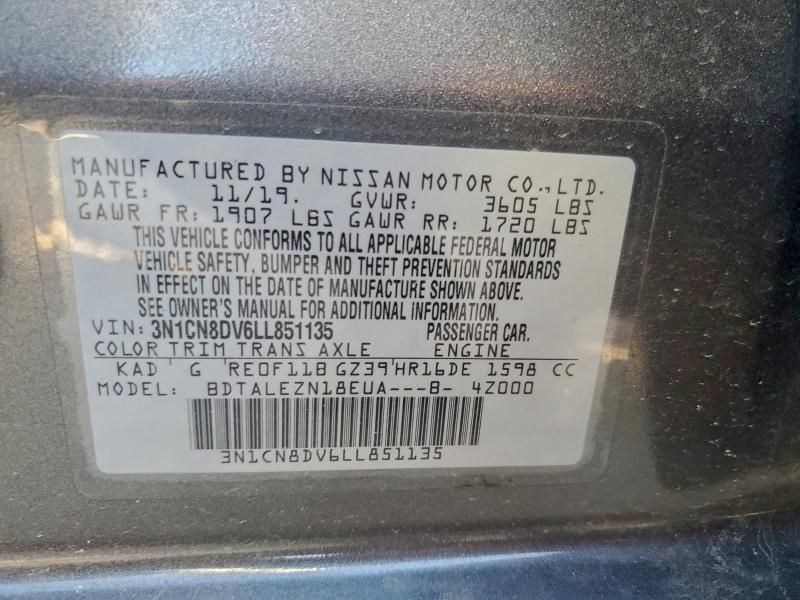 MANUFACTURED BY NISSAN MOTOR CO.,LTD.
DATE: 11/19. GVWR: 3605 LBS
GAWR FR: 1907 LBS GAWR RR: 1720 LBS
THIS VEHICLE CONFORMS TO ALL APPLICABLE FEDERAL MOTOR
VEHICLE SAFETY, BUMPER AND THEFT PREVENTION STANDARDS
IN EFFECT ON THE DATE OF MANUFACTURE SHOWN ABOVE.
SEE OWNER'S MANUAL FOR ADDITIONAL INFORMATION.
VIN: 3N1CN8DV6LL851135 PASSENGER CAR.
COLOR TRIM TRANS AXLE ENGINE
KAD G RE0F11B GZ39 HR16DE 1598 CC
MODEL: BDTALEZN18EUA---B- 4Z000
3N1CN8DV6LL851135